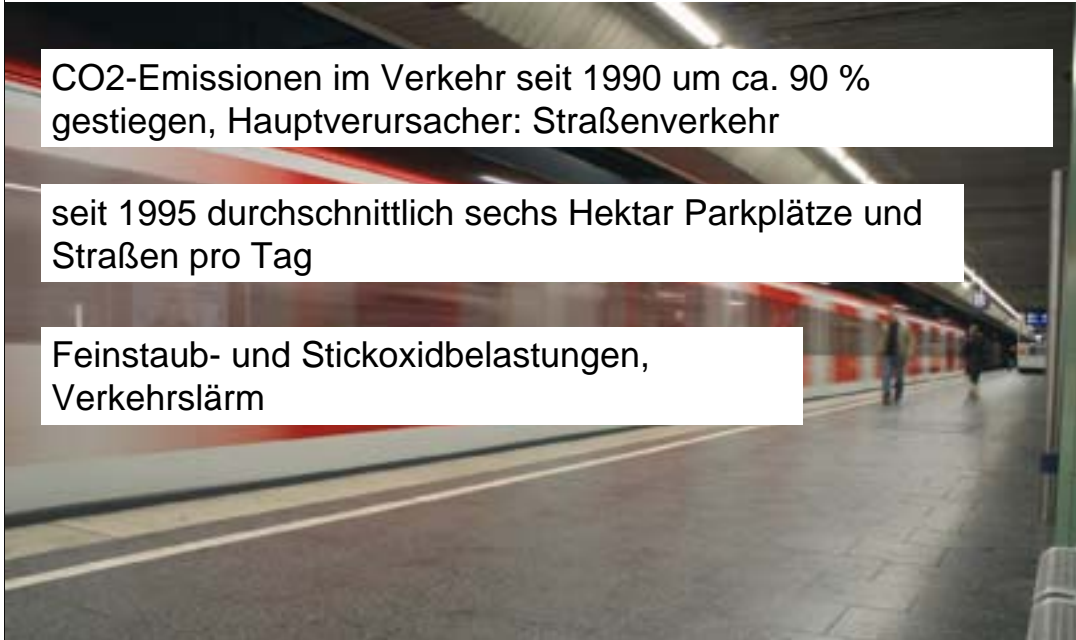 CO2-Emissionen im Verkehr seit 1990 um ca. 90 %
gestiegen, Hauptverursacher: Straßenverkehr
seit 1995 durchschnittlich sechs Hektar Parkplätze und
Straßen pro Tag
Feinstaub- und Stickoxidbelastungen,
Verkehrslärm